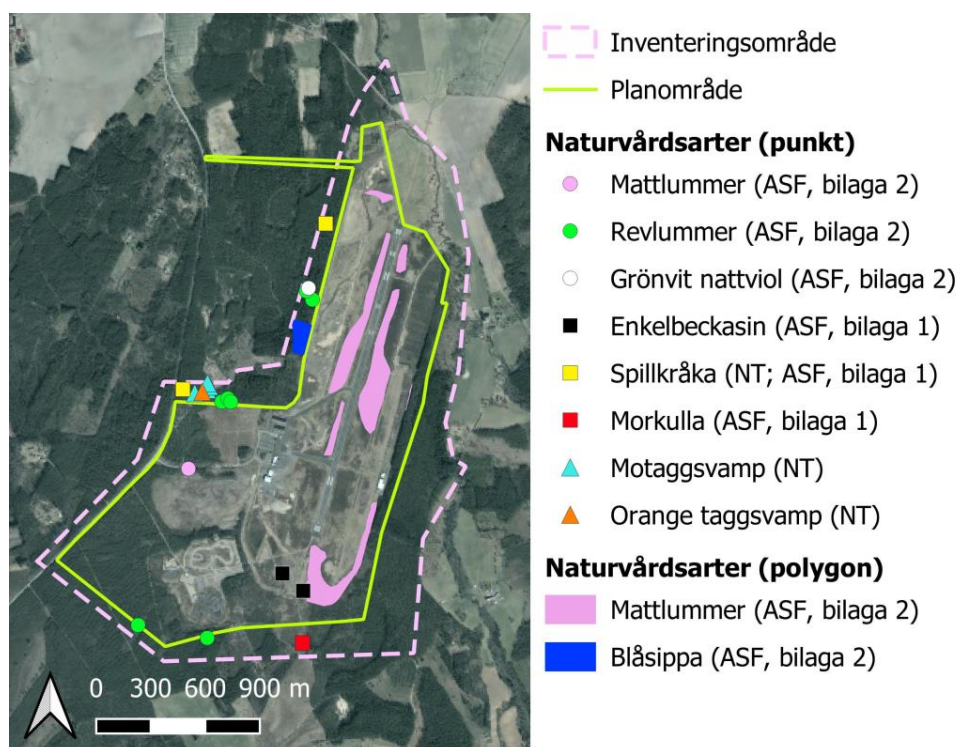 Inventeringsområde
Planområde
Naturvårdsarter (punkt)
Mattlummer (ASF, bilaga 2)
Revlummer (ASF, bilaga 2)
Grönvit nattviol (ASF, bilaga 2)
Enkelbeckasin (ASF, bilaga 1)
Spillkråka (NT; ASF, bilaga 1)
Morkulla (ASF, bilaga 1)
Motaggsvamp (NT)
Orange taggsvamp (NT)
Naturvårdsarter (polygon)
Mattlummer (ASF, bilaga 2)
Blåsippa (ASF, bilaga 2)
0 300 600 900 m